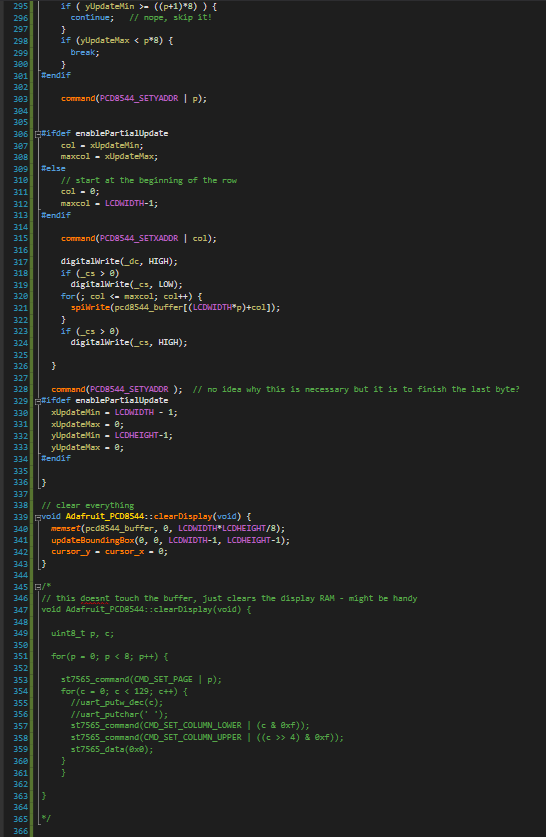 295 if ( yUpdateMin >= ((p+1)*8) ) {
296 continue; // nope, skip it!
297 }
298 if (yUpdateMax < p*8) {
299 break;
300 }
301 #endif
302
303 command(PCD8544_SETYADDR | p);
304
305
306 #ifdef enablePartialUpdate
307 col = xUpdateMin;
308 maxcol = xUpdateMax;
309 #else
310 // start at the beginning of the row
311 col = 0;
312 maxcol = LCDWIDTH-1;
313 #endif
314
315 command(PCD8544_SETXADDR | col);
316
317 digitalWrite(_dc, HIGH);
318 if (_cs > 0)
319 digitalWrite(_cs, LOW);
320 for(; col <= maxcol; col++) {
321 spiWrite(pcd8544_buffer[(LCDWIDTH*p)+col]);
322 }
323 if (_cs > 0)
324 digitalWrite(_cs, HIGH);
325
326 }
327
328 command(PCD8544_SETYADDR ); // no idea why this is necessary but it is to finish the last byte?
329 #ifdef enablePartialUpdate
330 xUpdateMin = LCDWIDTH - 1;
331 xUpdateMax = 0;
332 yUpdateMin = LCDHEIGHT-1;
333 yUpdateMax = 0;
334 #endif
335
336 }
337
338 // clear everything
339 void Adafruit_PCD8544::clearDisplay(void) {
340 memset(pcd8544_buffer, 0, LCDWIDTH*LCDHEIGHT/8);
341 updateBoundingBox(0, 0, LCDWIDTH-1, LCDHEIGHT-1);
342 cursor_y = cursor_x = 0;
343 }
344
345 /*
346 // this doesnt touch the buffer, just clears the display RAM - might be handy
347 void Adafruit_PCD8544::clearDisplay(void) {
348
349 uint8_t p, c;
350
351 for(p = 0; p < 8; p++) {
352
353 st7565_command(CMD_SET_PAGE | p);
354 for(c = 0; c < 129; c++) {
355 //uart_putw_dec(c);
356 //uart_putchar(' ');
357 st7565_command(CMD_SET_COLUMN_LOWER | (c & 0xf));
358 st7565_command(CMD_SET_COLUMN_UPPER | ((c >> 4) & 0xf));
359 st7565_data(0x0);
360 }
361 }
362
363 }
364
365 */
366